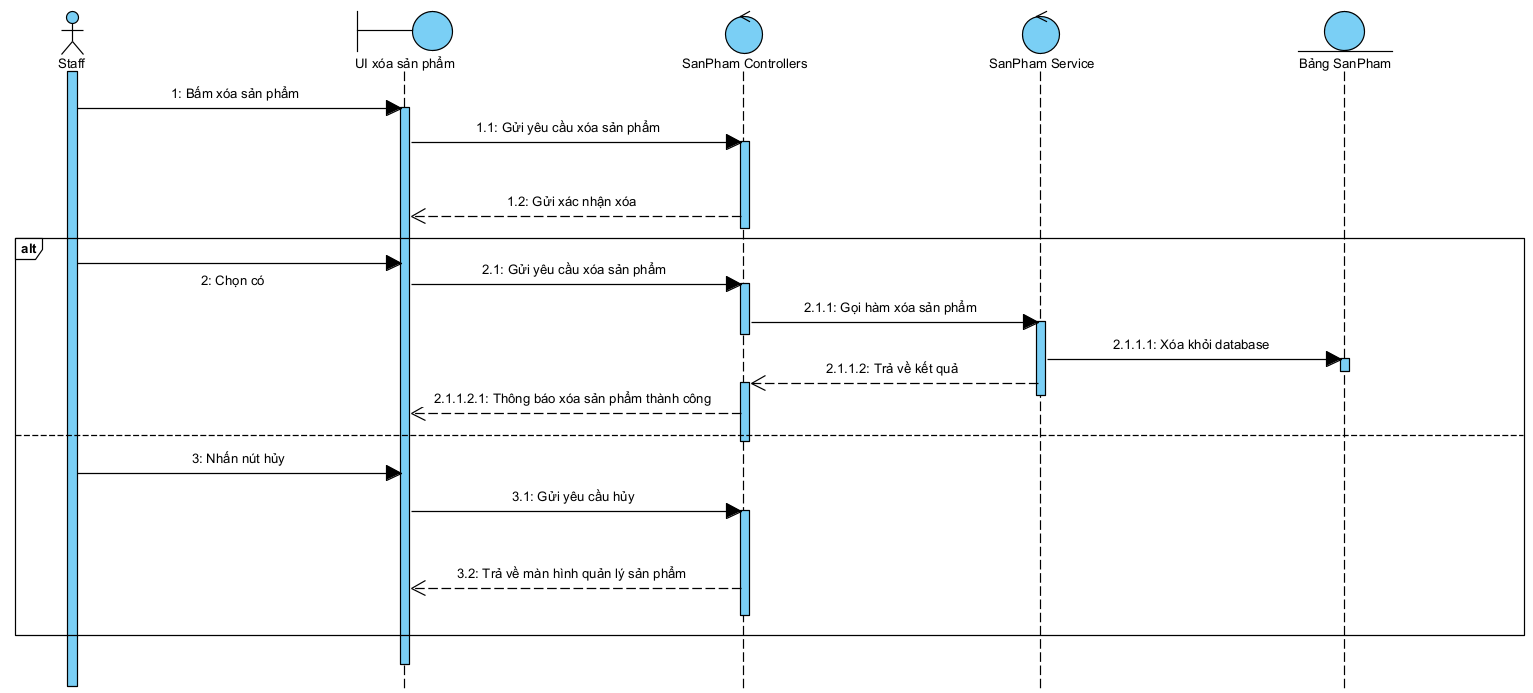 Staff
UI xóa sản phẩm
SanPham Controllers
SanPham Service
Bảng SanPham
1: Bấm xóa sản phẩm
1.1: Gửi yêu cầu xóa sản phẩm
1.2: Gửi xác nhận xóa
alt
2: Chọn có
2.1: Gửi yêu cầu xóa sản phẩm
2.1.1: Gọi hàm xóa sản phẩm
2.1.1.1: Xóa khỏi database
2.1.1.2: Trả về kết quả
2.1.1.2.1: Thông báo xóa sản phẩm thành công
3: Nhấn nút hủy
3.1: Gửi yêu cầu hủy
3.2: Trả về màn hình quản lý sản phẩm